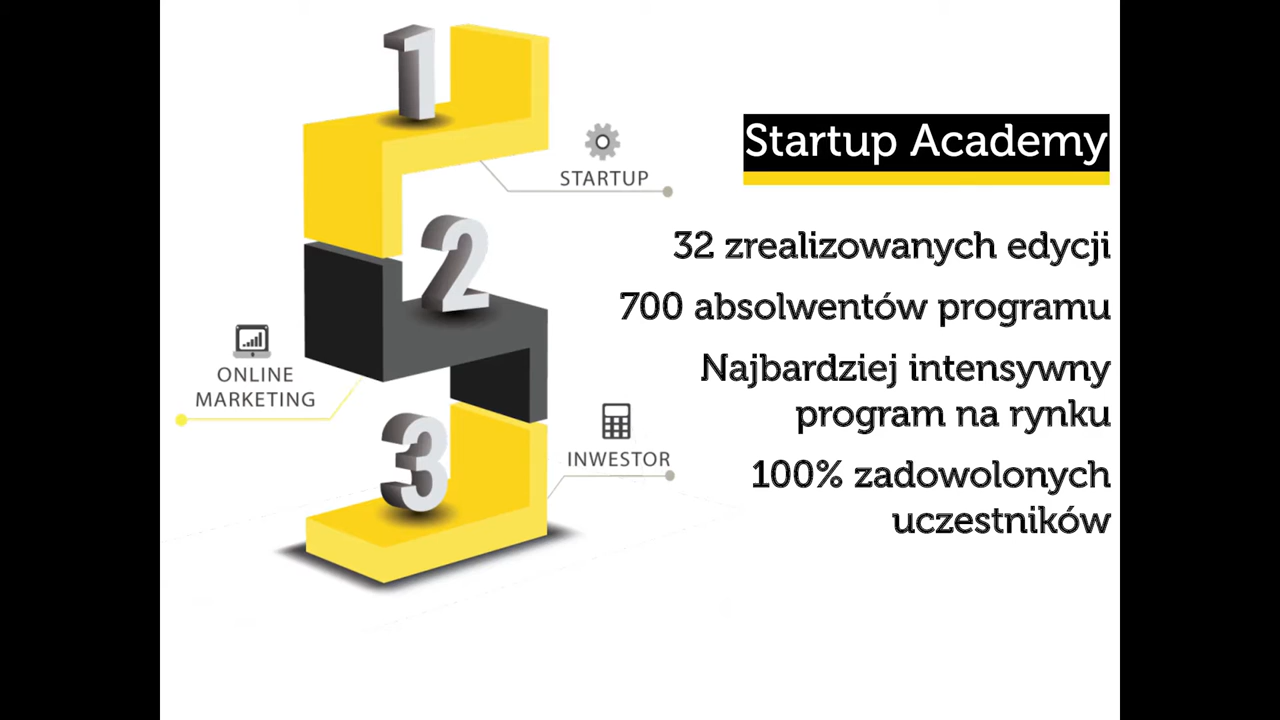 1
STARTUP
2
ONLINE
MARKETING
3
INWESTOR
Startup Academy
32 zrealizowanych edycji
700 absolwentów programu
Najbardziej intensywny
program na rynku
100% zadowolonych
uczestników